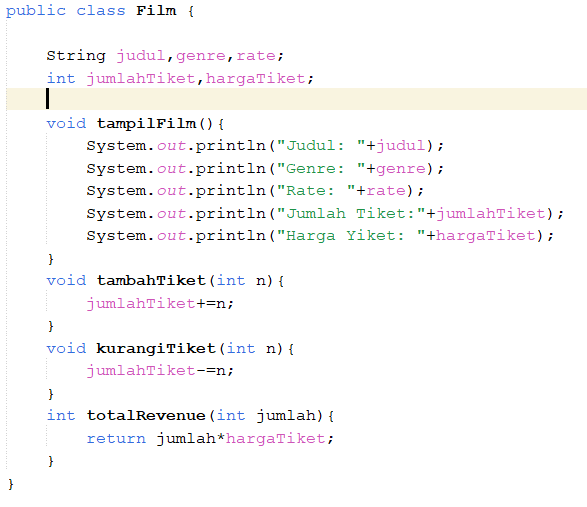 public class Film {
String judul,genre,rate;
int jumlahTiket,hargaTiket;
void tampilFilm(){
System.out.println("Judul: "+judul);
System.out.println("Genre: "+genre);
System.out.println("Rate: "+rate);
System.out.println("Jumlah Tiket:"+jumlahTiket);
System.out.println("Harga Yiket: "+hargaTiket);
}
void tambahTiket(int n){
jumlahTiket+=n;
}
void kurangiTiket(int n){
jumlahTiket-=n;
}
int totalRevenue(int jumlah){
return jumlah*hargaTiket;
}
}